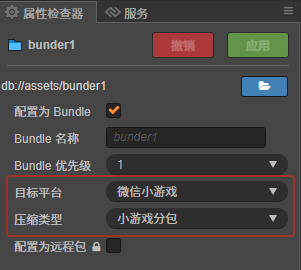 属性检查器 服务
bunder1 撤销 应用
db://assets/bunder1
配置为 Bundle
Bundle 名称 bunder1
Bundle 优先级 1
目标平台 微信小游戏
压缩类型 小游戏分包
配置为远程包